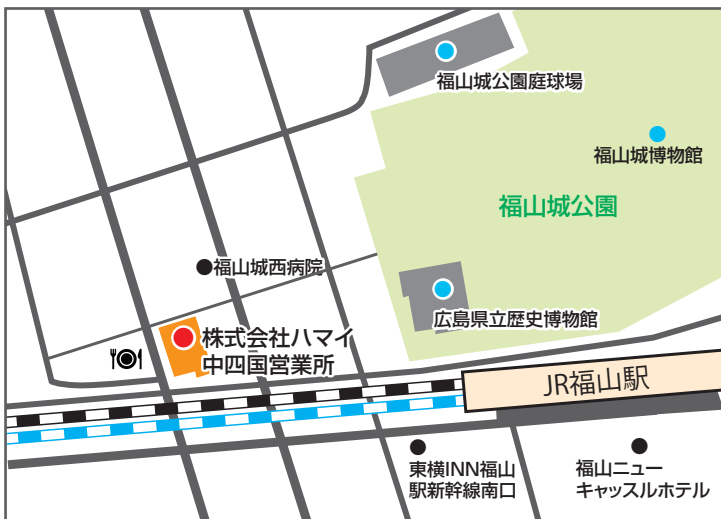 福山城公園庭球場
福山城博物館
福山城公園
福山城西病院
広島県立歴史博物館
株式会社ハマイ
中四国営業所
JR福山駅
東横INN福山
駅新幹線南口
福山ニュー
キャッスルホテル